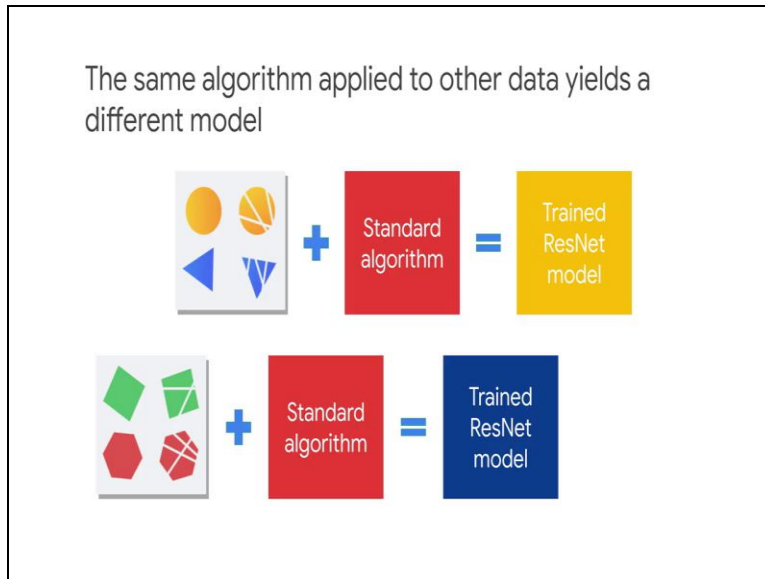 The same algorithm applied to other data yields a
different model
Standard
algorithm
Trained
ResNet
model
Standard
algorithm
Trained
ResNet
model